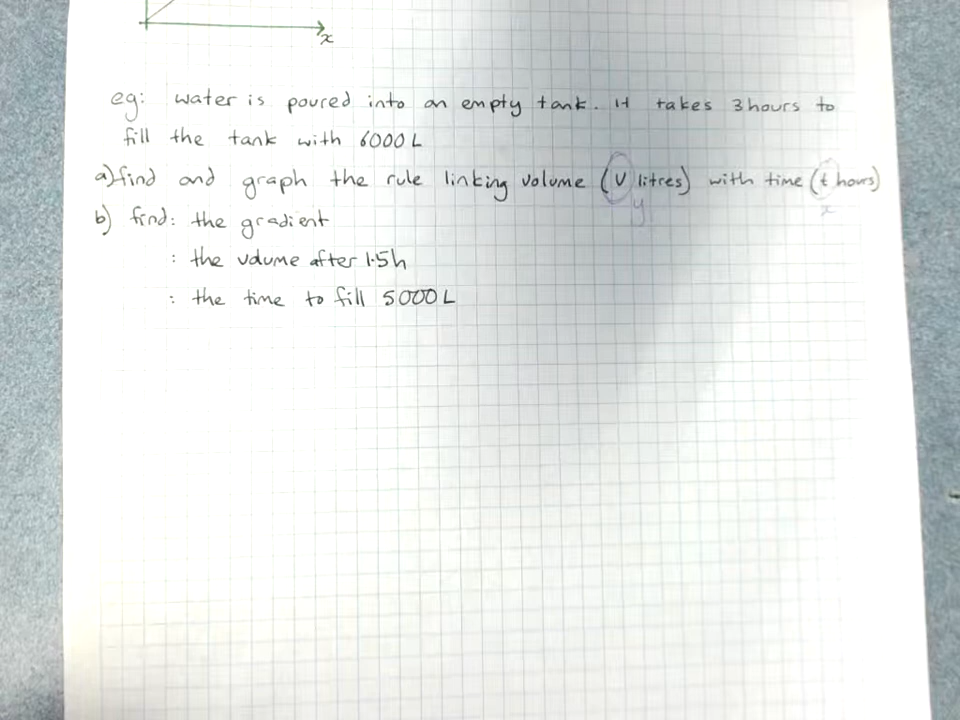 x
eg: water is poured into an empty tank. It takes 3 hours to
fill the tank with 6000 L
a) find and graph the rule linking volume (V litres) with time (t hours)
y x
b) find: the gradient
: the volume after 1.5h
: the time to fill 5000 L